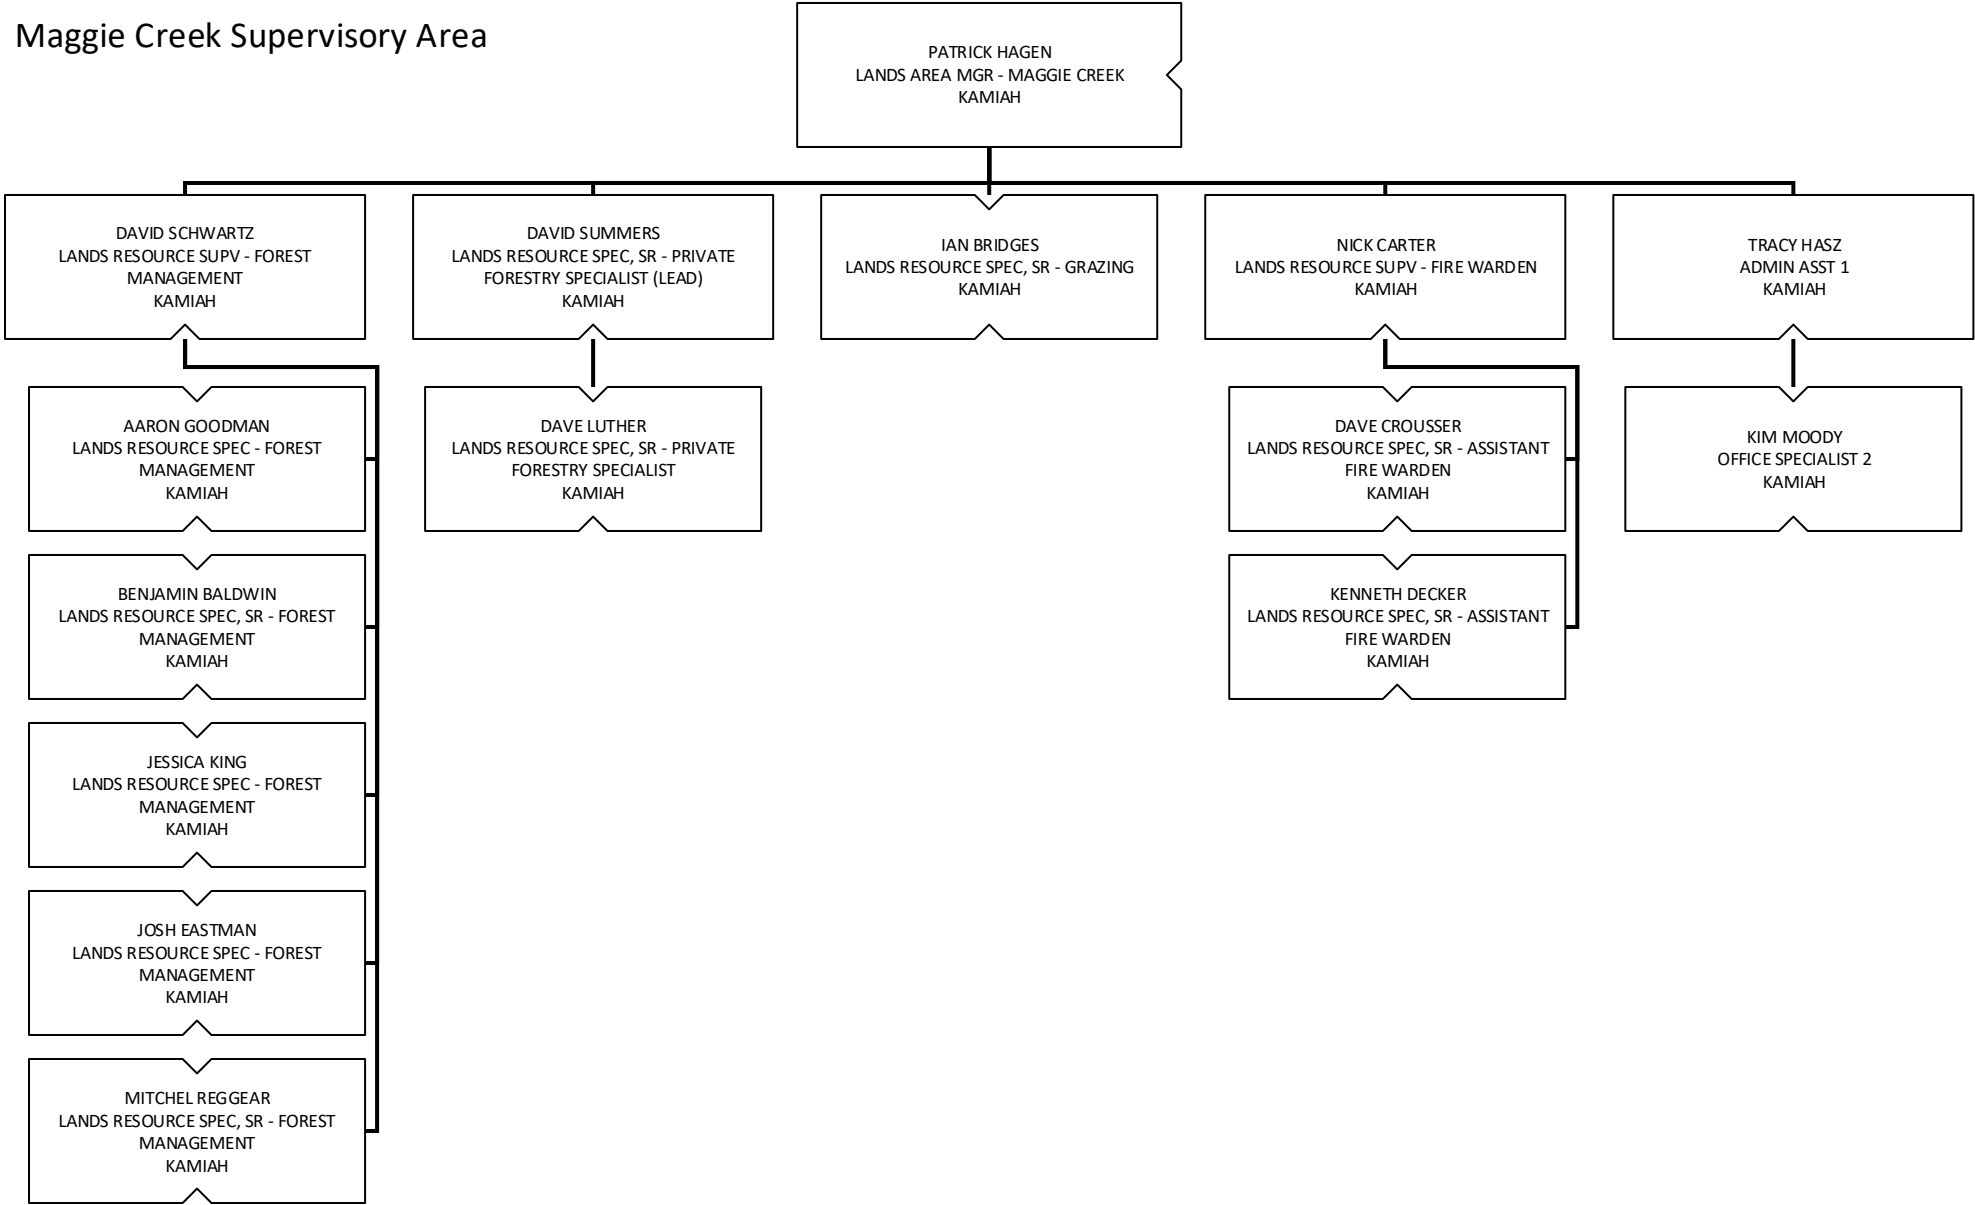 Maggie Creek Supervisory Area
PATRICK HAGEN
LANDS AREA MGR - MAGGIE CREEK
KAMIAH
DAVID SCHWARTZ
LANDS RESOURCE SUPV - FOREST
MANAGEMENT
KAMIAH
DAVID SUMMERS
LANDS RESOURCE SPEC, SR - PRIVATE
FORESTRY SPECIALIST (LEAD)
KAMIAH
IAN BRIDGES
LANDS RESOURCE SPEC, SR - GRAZING
KAMIAH
NICK CARTER
LANDS RESOURCE SUPV - FIRE WARDEN
KAMIAH
TRACY HASZ
ADMIN ASST 1
KAMIAH
AARON GOODMAN
LANDS RESOURCE SPEC - FOREST
MANAGEMENT
KAMIAH
DAVE LUTHER
LANDS RESOURCE SPEC, SR - PRIVATE
FORESTRY SPECIALIST
KAMIAH
DAVE CROUSSER
LANDS RESOURCE SPEC, SR - ASSISTANT
FIRE WARDEN
KAMIAH
KIM MOODY
OFFICE SPECIALIST 2
KAMIAH
BENJAMIN BALDWIN
LANDS RESOURCE SPEC, SR - FOREST
MANAGEMENT
KAMIAH
KENNETH DECKER
LANDS RESOURCE SPEC, SR - ASSISTANT
FIRE WARDEN
KAMIAH
JESSICA KING
LANDS RESOURCE SPEC - FOREST
MANAGEMENT
KAMIAH
JOSH EASTMAN
LANDS RESOURCE SPEC - FOREST
MANAGEMENT
KAMIAH
MITCHEL REGGEAR
LANDS RESOURCE SPEC, SR - FOREST
MANAGEMENT
KAMIAH